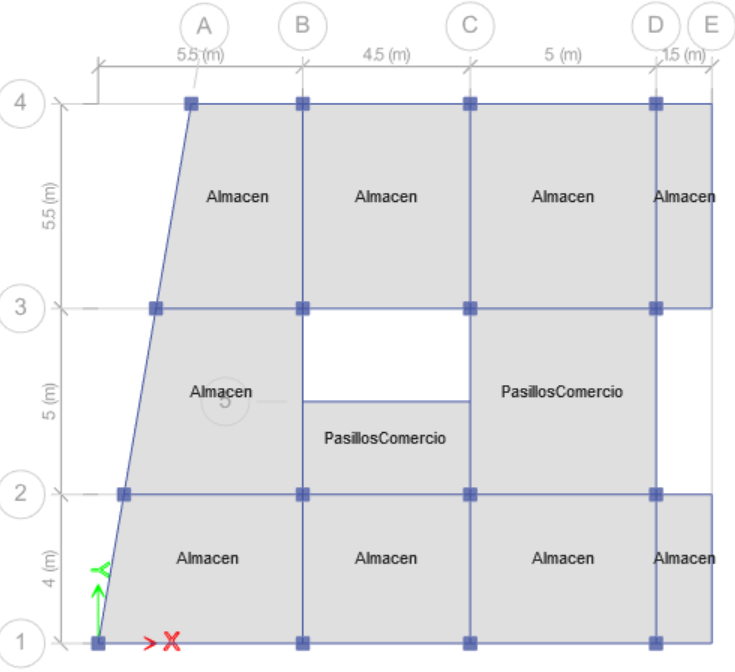 A B C D E
5.5 (m) 4.5 (m) 5 (m) 1.5 (m)
4
Almacen Almacen Almacen Almacen
5.5 (m)
3
Almacen PasillosComercio
5 (m) 5
PasillosComercio
2
Almacen Almacen Almacen Almacen
4 (m)
Y
1 X